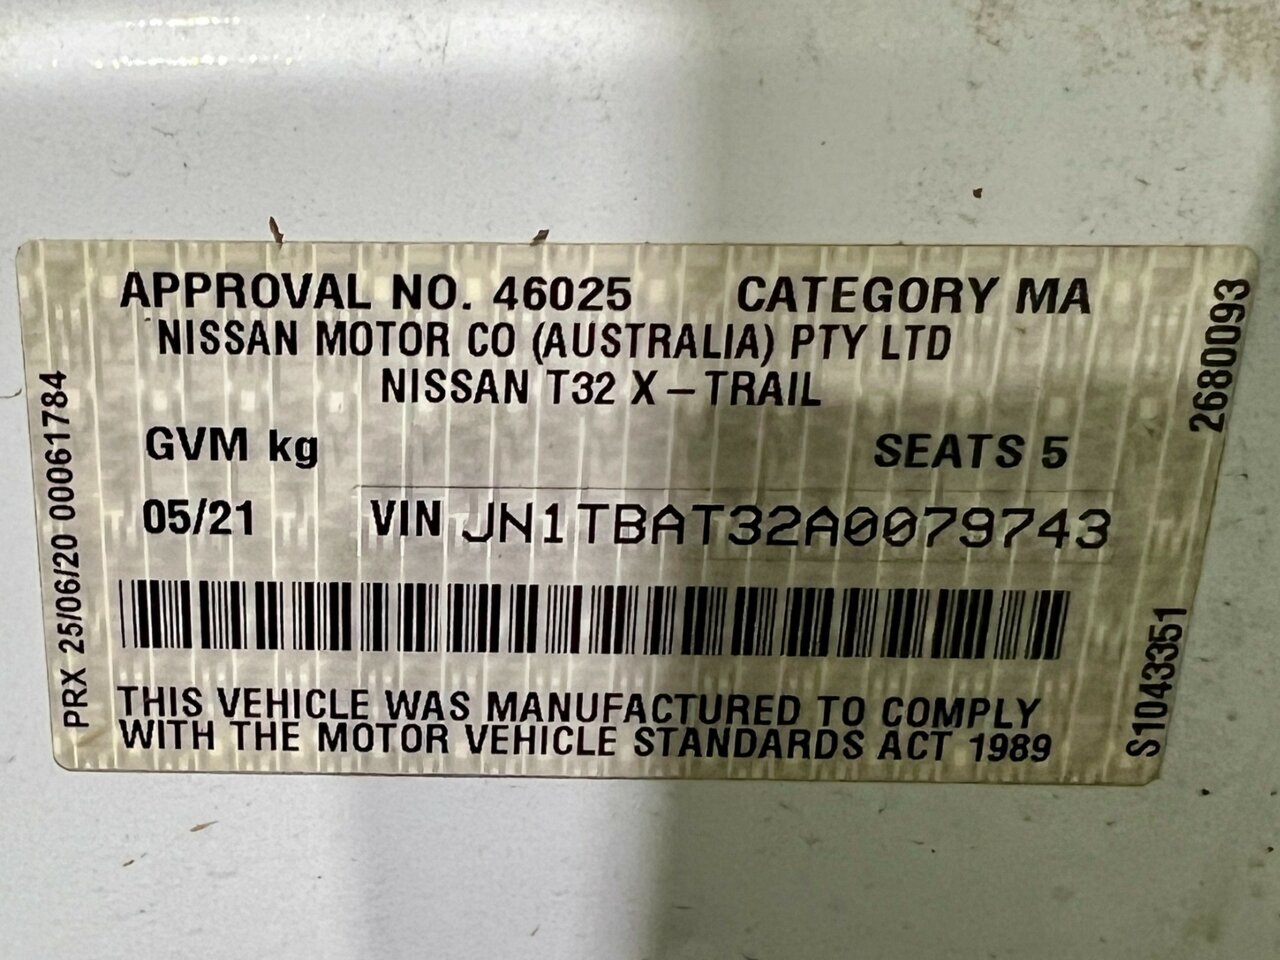 APPROVAL NO. 46025 CATEGORY MA
NISSAN MOTOR CO (AUSTRALIA) PTY LTD
NISSAN T32 X-TRAIL
GVM kg SEATS 5
05/21 VIN JN1TBAT32A0079743
THIS VEHICLE WAS MANUFACTURED TO COMPLY
WITH THE MOTOR VEHICLE STANDARDS ACT 1989
PRX 25/06/20 00061784
2680093
S1043351